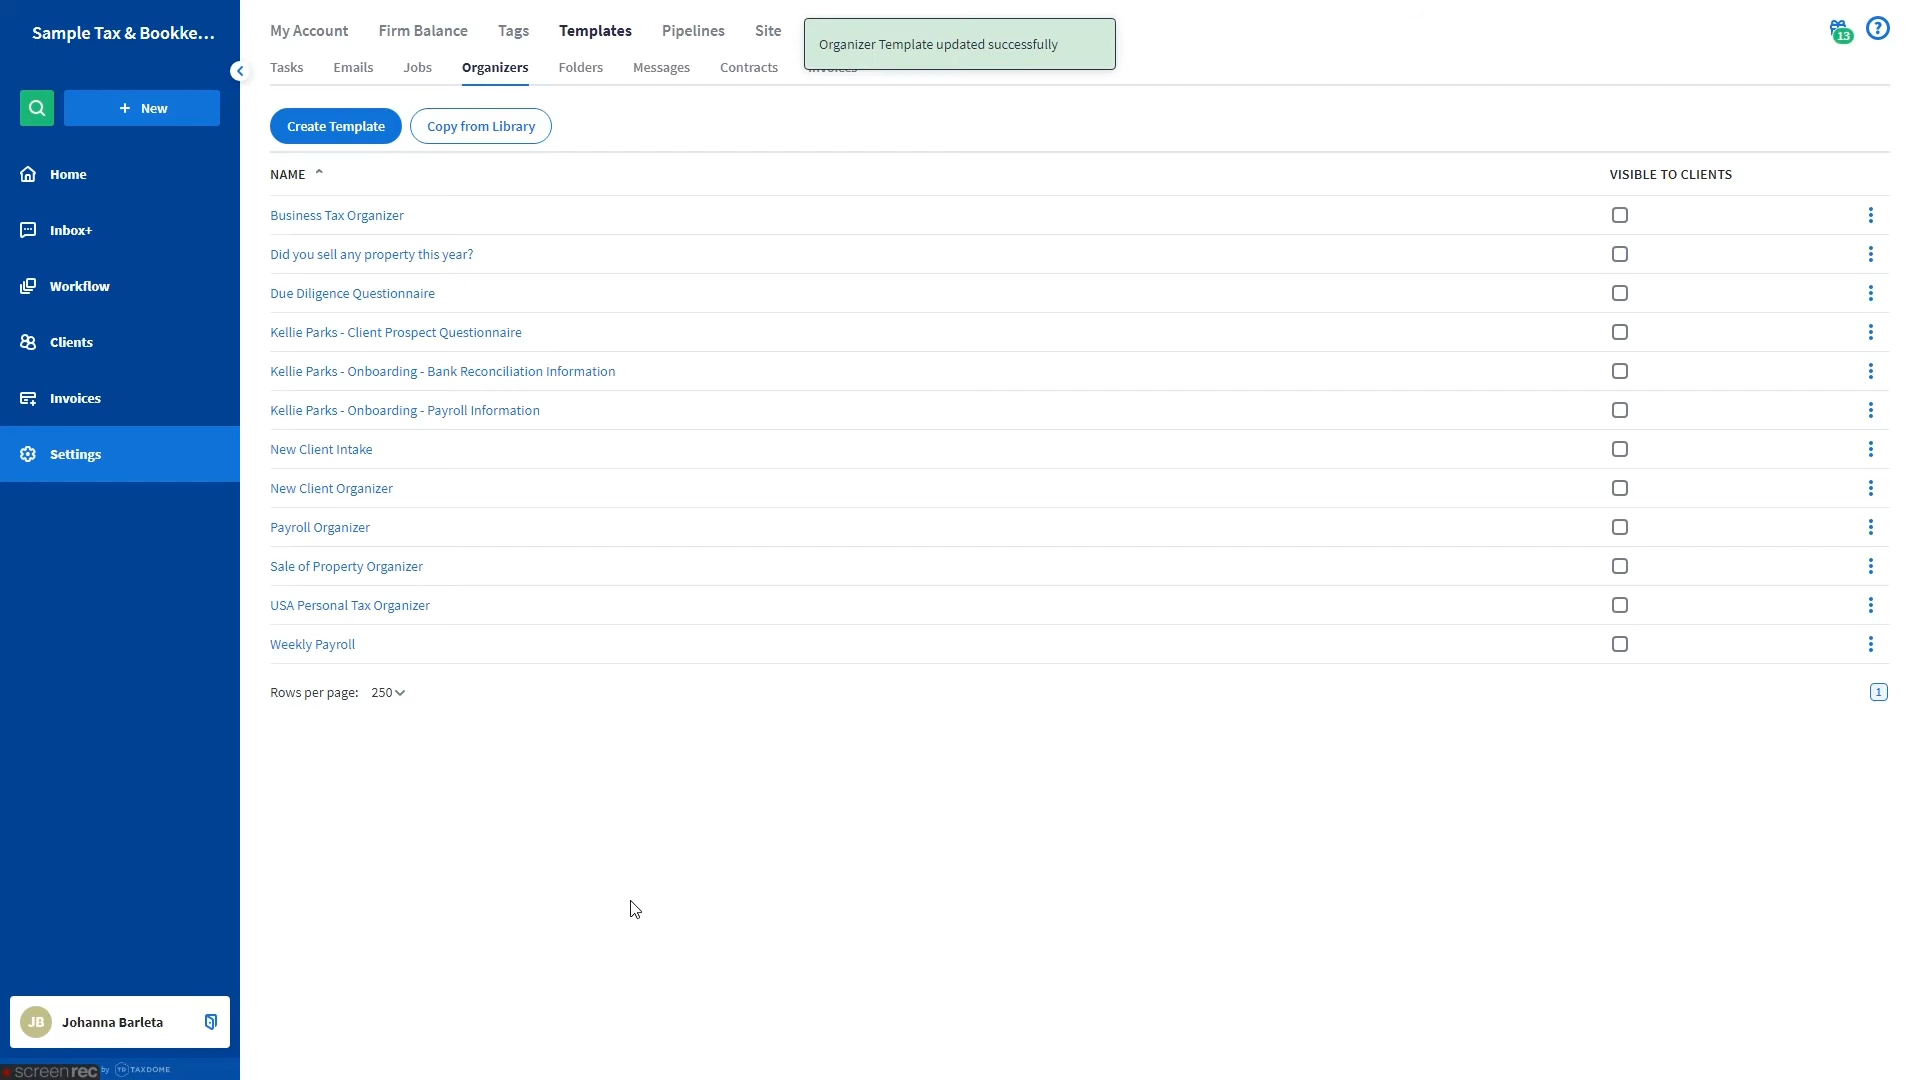 Sample Tax & Bookke...
My Account Firm Balance Tags Templates Pipelines Site
Organizer Template updated successfully
13
Tasks Emails Jobs Organizers Folders Messages Contracts Invoices
+ New
Create Template Copy from Library
NAME VISIBLE TO CLIENTS
Home
Inbox+
Workflow
Clients
Invoices
Settings
Business Tax Organizer
Did you sell any property this year?
Due Diligence Questionnaire
Kellie Parks - Client Prospect Questionnaire
Kellie Parks - Onboarding - Bank Reconciliation Information
Kellie Parks - Onboarding - Payroll Information
New Client Intake
New Client Organizer
Payroll Organizer
Sale of Property Organizer
USA Personal Tax Organizer
Weekly Payroll
Rows per page: 250
1
JB Johanna Barleta
screenrec by TD TAXDOME